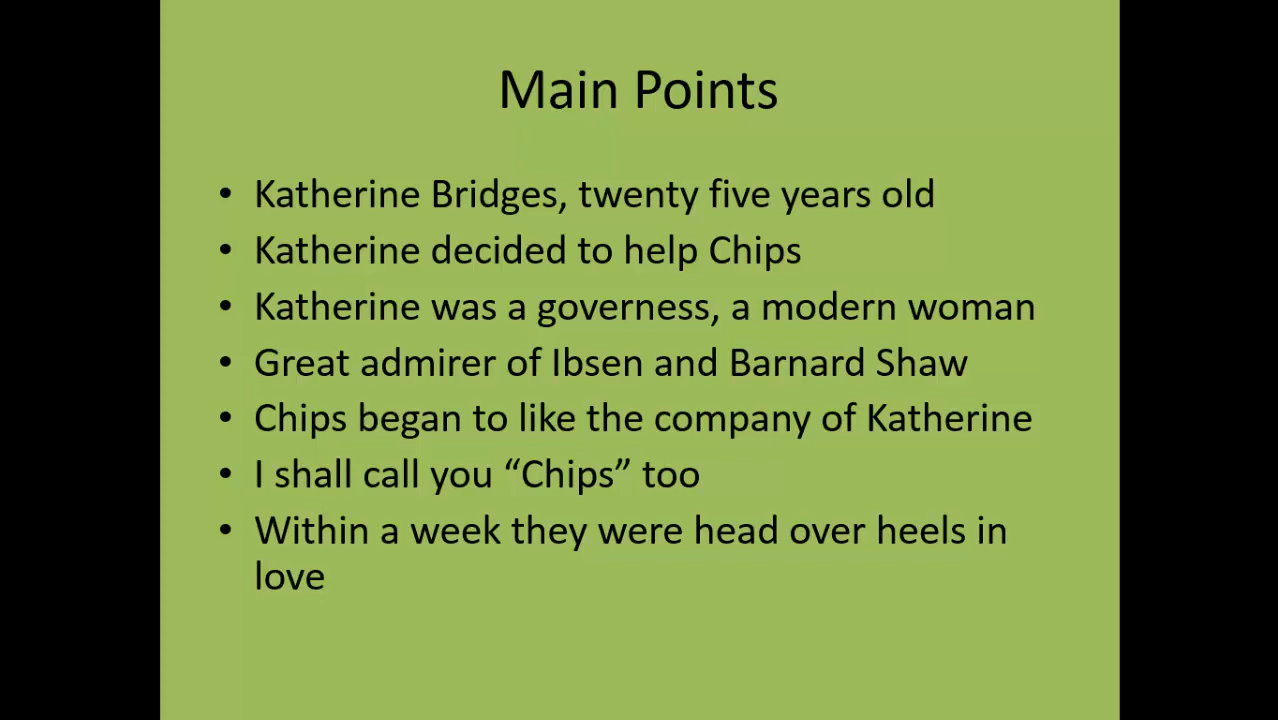 Main Points
• Katherine Bridges, twenty five years old
• Katherine decided to help Chips
• Katherine was a governess, a modern woman
• Great admirer of Ibsen and Barnard Shaw
• Chips began to like the company of Katherine
• I shall call you “Chips” too
• Within a week they were head over heels in
love